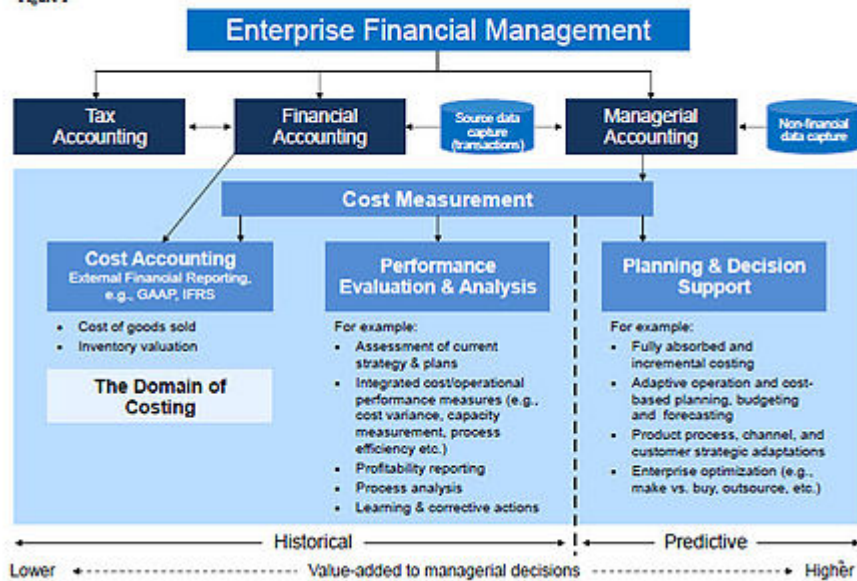 Enterprise Financial Management
Tax
Accounting
Financial
Accounting
Source data
capture
(transactions)
Managerial
Accounting
Non-financial
data capture
Cost Measurement
Cost Accounting
External Financial Reporting,
e.g., GAAP, IFRS
• Cost of goods sold
• Inventory valuation
The Domain of
Costing
Performance
Evaluation & Analysis
For example:
• Assessment of current
strategy & plans
• Integrated cost/operational
performance measures (e.g.,
cost variance, capacity
measurement, process
efficiency etc.)
• Profitability reporting
• Process analysis
• Learning & corrective actions
Planning & Decision
Support
For example:
• Fully absorbed and
incremental costing
• Adaptive operation and cost-
based planning, budgeting
and forecasting
• Product process, channel, and
customer strategic adaptations
• Enterprise optimization (e.g.,
make vs. buy, outsource, etc.)
Historical
Predictive
Lower
Value-added to managerial decisions
Higher